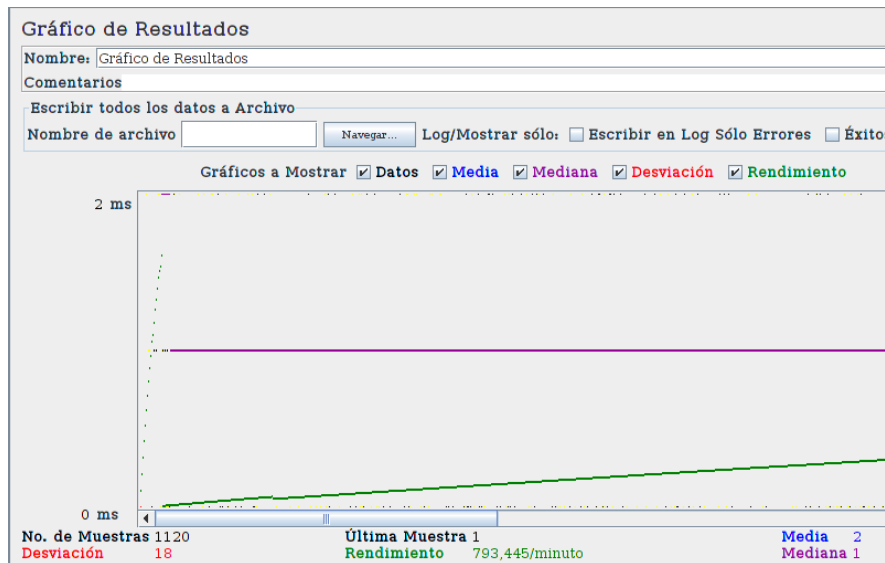 Gráfico de Resultados
Nombre: Gráfico de Resultados
Comentarios
Escribir todos los datos a Archivo
Nombre de archivo Navegar... Log/Mostrar sólo: Escribir en Log Sólo Errores Éxito
Gráficos a Mostrar Datos Media Mediana Desviación Rendimiento
2 ms
0 ms
No. de Muestras 1120 Última Muestra 1 Media 2
Desviación 18 Rendimiento 793,445/minuto Mediana 1